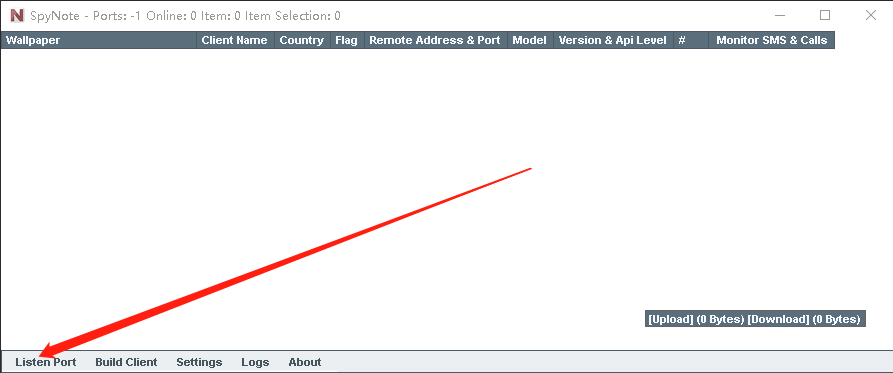 SpyNote - Ports: -1 Online: 0 Item: 0 Item Selection: 0
Wallpaper Client Name Country Flag Remote Address & Port Model Version & Api Level # Monitor SMS & Calls
[Upload] (0 Bytes) [Download] (0 Bytes)
Listen Port Build Client Settings Logs About